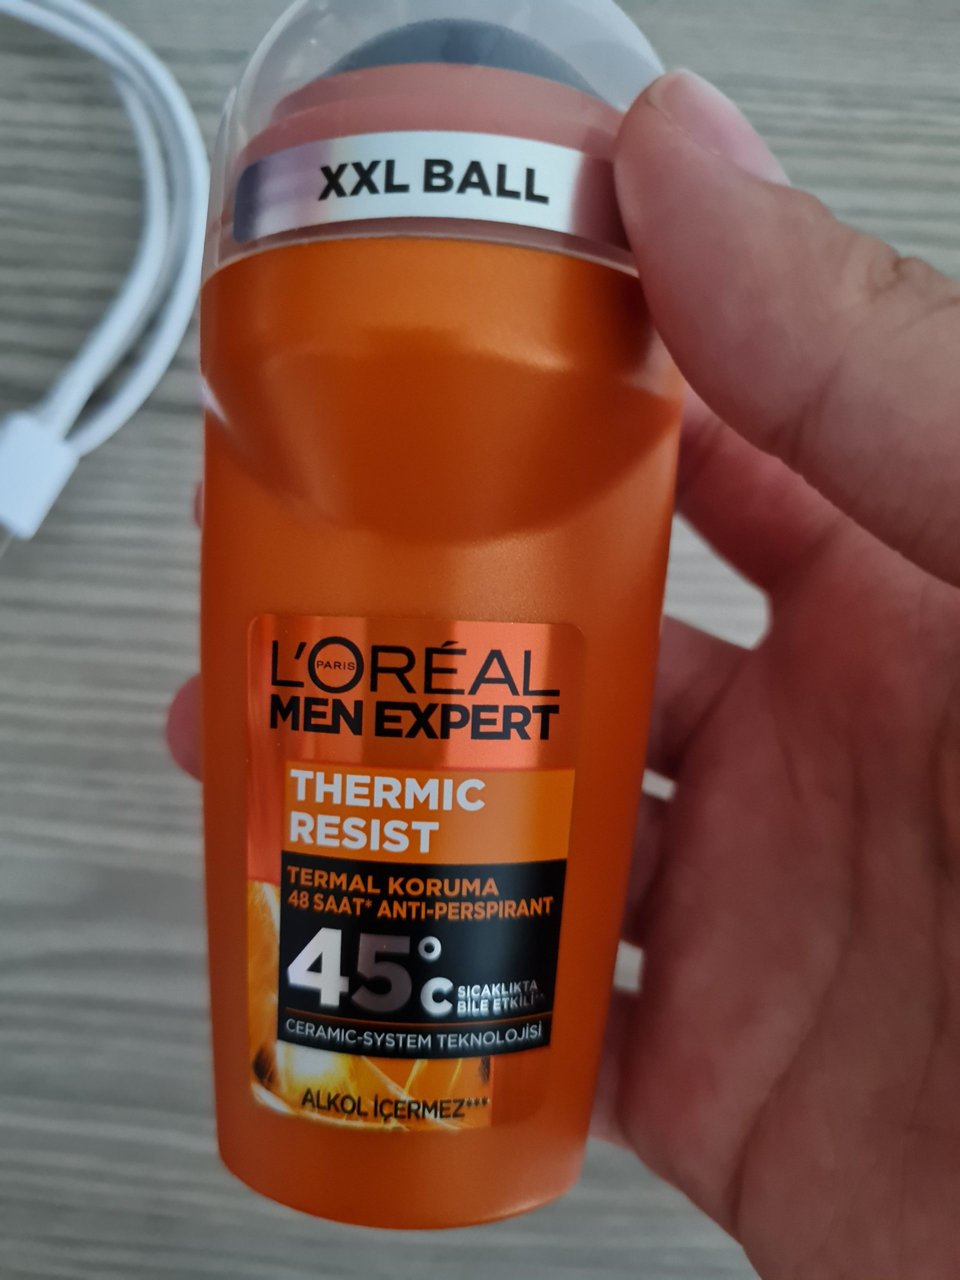 XXL BALL
L'ORÉAL
PARIS
MEN EXPERT
THERMIC
RESIST
TERMAL KORUMA
48 SAAT* ANTI-PERSPIRANT
45°C SICAKLIKTA
BİLE ETKİLİ**
CERAMIC-SYSTEM TEKNOLOJİSİ
ALKOL İÇERMEZ***